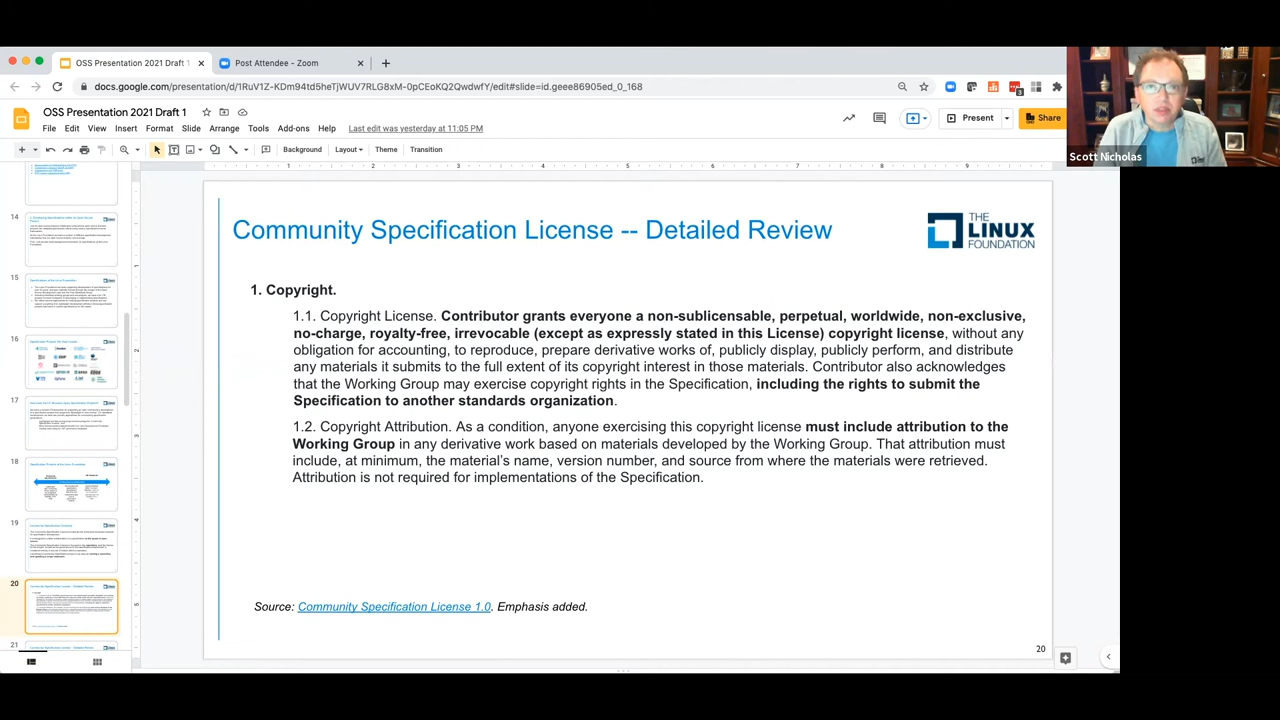 OSS Presentation 2021 Draft 1
Post Attendee - Zoom
docs.google.com/presentation/d/1RuV1Z-KDm94td5heTjWUV7RLG8xM-0pCEoKQ2QwdwfY/edit#slide=id.geee86905ed_0_168
OSS Presentation 2021 Draft 1
Present
Share
File Edit View Insert Format Slide Arrange Tools Add-ons Help Last edit was yesterday at 11:05 PM
Background Layout Theme Transition
Scott Nicholas
1 2 3 4 5 6 7 8 9
14
15
16
17
18
19
20
21
Community Specification License -- Detailed Review
THE
LINUX
FOUNDATION
1. Copyright.
1.1. Copyright License. Contributor grants everyone a non-sublicensable, perpetual, worldwide, non-exclusive,
no-charge, royalty-free, irrevocable (except as expressly stated in this License) copyright license, without any
obligation for accounting, to reproduce, prepare derivative works of, publicly display, publicly perform, and distribute
any materials it submits to the full extent of its copyright interest in those materials. Contributor also acknowledges
that the Working Group may exercise copyright rights in the Specification, including the rights to submit the
Specification to another standards organization.
1.2. Copyright Attribution. As a condition, anyone exercising this copyright license must include attribution to the
Working Group in any derivative work based on materials developed by the Working Group. That attribution must
include, at minimum, the material's name, version number, and source from where the materials were retrieved.
Attribution is not required for implementations of the Specification.
Source: Community Specification License 1.0. Emphasis added.
20